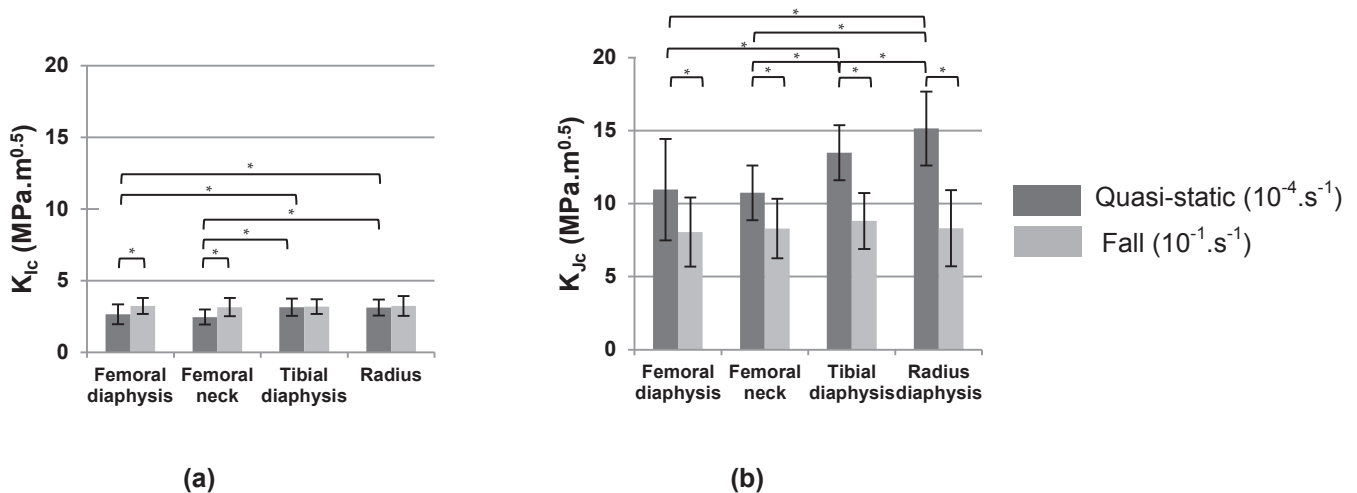 *
*
*
*
*
*
20
15
10
5
0
K_Ic (MPa.m^0.5)
Femoral diaphysis
Femoral neck
Tibial diaphysis
Radius
(a)
*
*
*
*
*
*
*
*
*
20
15
10
5
0
K_Jc (MPa.m^0.5)
Femoral diaphysis
Femoral neck
Tibial diaphysis
Radius diaphysis
(b)
Quasi-static (10^-4.s^-1)
Fall (10^-1.s^-1)